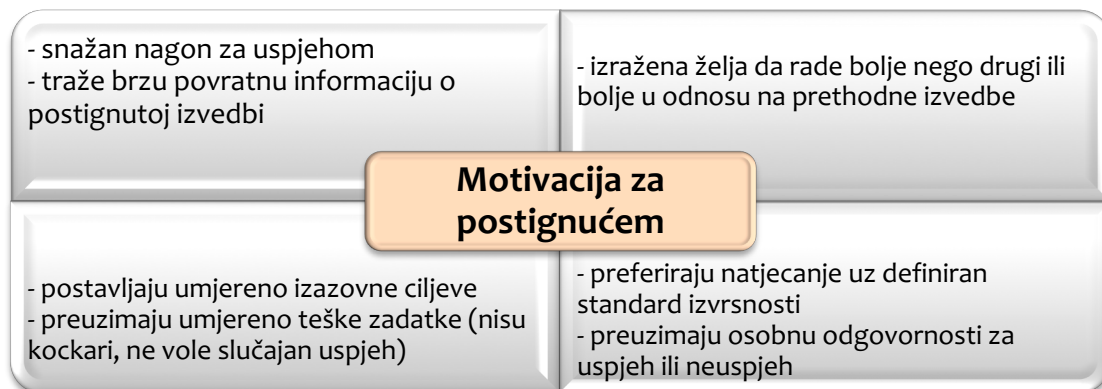 - snažan nagon za uspjehom
- traže brzu povratnu informaciju o
postignutoj izvedbi
- izražena želja da rade bolje nego drugi ili
bolje u odnosu na prethodne izvedbe
Motivacija za
postignućem
- postavljaju umjereno izazovne ciljeve
- preuzimaju umjereno teške zadatke (nisu
kockari, ne vole slučajan uspjeh)
- preferiraju natjecanje uz definiran
standard izvrsnosti
- preuzimaju osobnu odgovornosti za
uspjeh ili neuspjeh